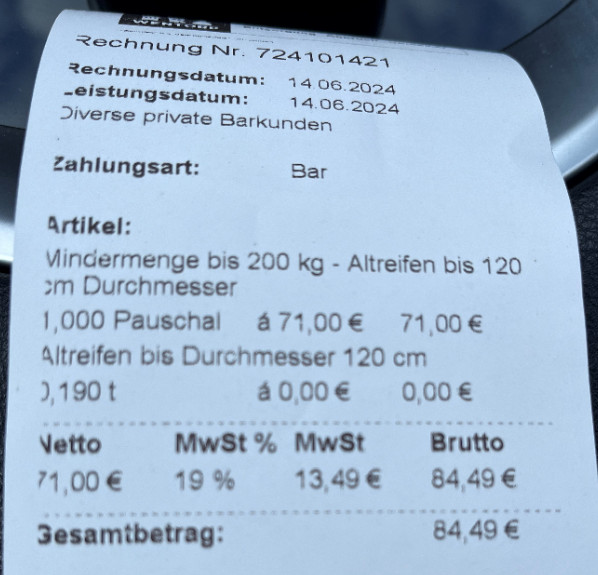 Rechnung Nr. 724101421
Rechnungsdatum: 14.06.2024
Leistungsdatum: 14.06.2024
Diverse private Barkunden
Zahlungsart: Bar
Artikel:
Mindermenge bis 200 kg - Altreifen bis 120
cm Durchmesser
1,000 Pauschal á 71,00 € 71,00 €
Altreifen bis Durchmesser 120 cm
0,190 t á 0,00 € 0,00 €
Netto MwSt % MwSt Brutto
71,00 € 19 % 13,49 € 84,49 €
Gesamtbetrag: 84,49 €